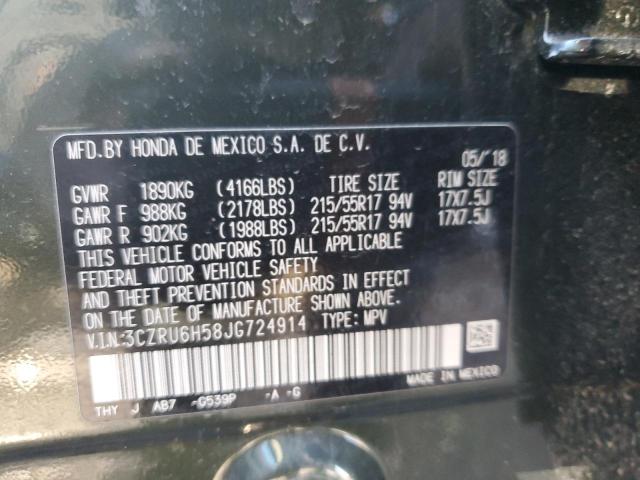 MFD.BY HONDA DE MEXICO S.A. DE C.V.
05/'18
GVWR 1890KG (4166LBS) TIRE SIZE RIM SIZE
GAWR F 988KG (2178LBS) 215/55R17 94V 17X7.5J
GAWR R 902KG (1988LBS) 215/55R17 94V 17X7.5J
THIS VEHICLE CONFORMS TO ALL APPLICABLE
FEDERAL MOTOR VEHICLE SAFETY
AND THEFT PREVENTION STANDARDS IN EFFECT
ON THE DATE OF MANUFACTURE SHOWN ABOVE.
V.I.N:3CZRU6H58JG724914 TYPE: MPV
MADE IN MEXICO
THY J AB7 -G539P -A -G